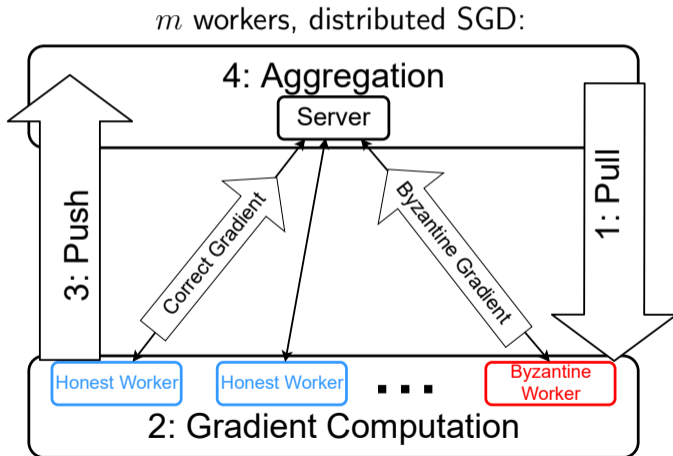 m workers, distributed SGD:
4: Aggregation
Server
3: Push
Correct Gradient
Byzantine Gradient
1: Pull
Honest Worker
Honest Worker
...
Byzantine
Worker
2: Gradient Computation